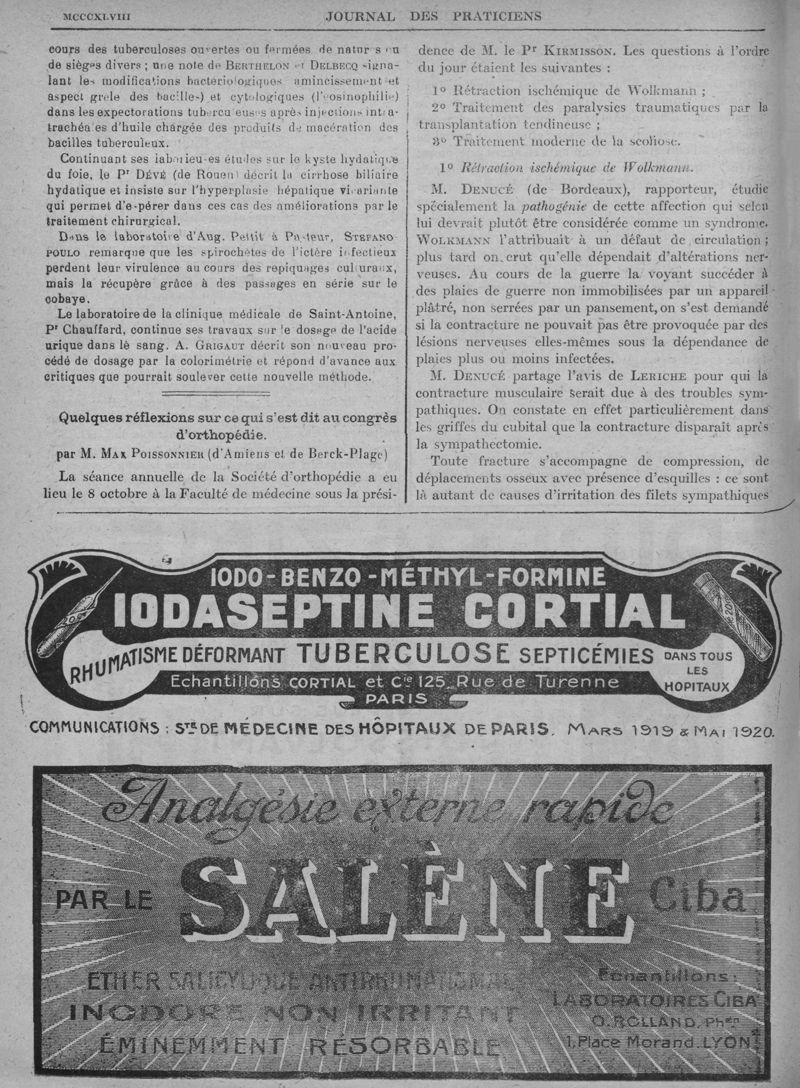 MCCCXLVIII
JOURNAL DES PRATICIENS
cours des tuberculoses ouvertes ou fermées de natures ou
de sièges divers ; une note de BERTHELON et DELBECQ signa-
lant les modifications bactériologiques amincissement et
aspect grêle des bacilles) et cytologiques (l'éosinophilie)
dans les expectorations tuberculeuses après injections intra-
trachéales d'huile chargée des produits de macération des
bacilles tuberculeux.
Continuant ses labouieuses études sur le kyste hydatique
du foie, le Pr DÉVÉ (de Rouen) décrit la cirrhose biliaire
hydatique et insiste sur l'hyperplasie hépatique vicariante
qui permet d'espérer dans ces cas des améliorations par le
traitement chirurgical.
Dans le laboratoire d'Aug. Pettit à Pasteur, STEFANO
POULO remarque que les spirochètes de l'ictère infectieux
perdent leur virulence au cours des repiquages culturaux,
mais la récupère grâce à des passages en série sur le
cobaye.
Le laboratoire de la clinique médicale de Saint-Antoine,
Pr Chauffard, continue ses travaux sur le dosage de l'acide
urique dans lè sang. A. GRIGAUT décrit son nouveau pro-
cédé de dosage par la colorimétrie et répond d'avance aux
critiques que pourrait soulever cette nouvelle méthode.
Quelques réflexions sur ce qui s'est dit au congrès
d'orthopédie.
par M. MAX POISSONNIER (d'Amiens et de Berck-Plage)
La séance annuelle de la Société d'orthopédie a eu
lieu le 8 octobre à la Faculté de médecine sous la prési-
dence de M. le Pr KIRMISSON. Les questions à l'ordre
du jour étaient les suivantes :
1º Rétraction ischémique de Wolkmann ;
2º Traitement des paralysies traumatiques par la
transplantation tendineuse ;
3º Traitement moderne de la scoliose.
1º Rétraction ischémique de Wolkmann.
M. DENUCÉ (de Bordeaux), rapporteur, étudie
spécialement la pathogénie de cette affection qui selon
lui devrait plutôt être considérée comme un syndrome.
WOLKMANN l'attribuait à un défaut de circulation ;
plus tard on crut qu'elle dépendait d'altérations ner-
veuses. Au cours de la guerre la voyant succéder à
des plaies de guerre non immobilisées par un appareil
plâtré, non serrées par un pansement, on s'est demandé
si la contracture ne pouvait pas être provoquée par des
lésions nerveuses elles-mêmes sous la dépendance de
plaies plus ou moins infectées.
M. DENUCÉ partage l'avis de LERICHE pour qui la
contracture musculaire serait due à des troubles sym-
pathiques. On constate en effet particulièrement dans
les griffes du cubital que la contracture disparaît après
la sympathectomie.
Toute fracture s'accompagne de compression, de
déplacements osseux avec présence d'esquilles : ce sont
là autant de causes d'irritation des filets sympathiques
IODO-BENZO-MÉTHYL-FORMINE
IODASEPTINE CORTIAL
RHUMATISME DÉFORMANT TUBERCULOSE SEPTICÉMIES DANS TOUS LES HOPITAUX
Echantillons CORTIAL et Cie 125_Rue de Turenne
PARIS
COMMUNICATIONS : STÉ DE MÉDECINE DES HÔPITAUX DE PARIS. MARS 1919 & MAI 1920.
Analgésie externe rapide
PAR LE SALÈNE Ciba
ETHER SALICYLIQUE ANTIRHUMATISMAL
INODORE NON IRRITANT
ÉMINEMMENT RÉSORBABLE
Echantillons:
LABORATOIRES CIBA
O. ROLLAND, Phen
1, Place Morand. LYON